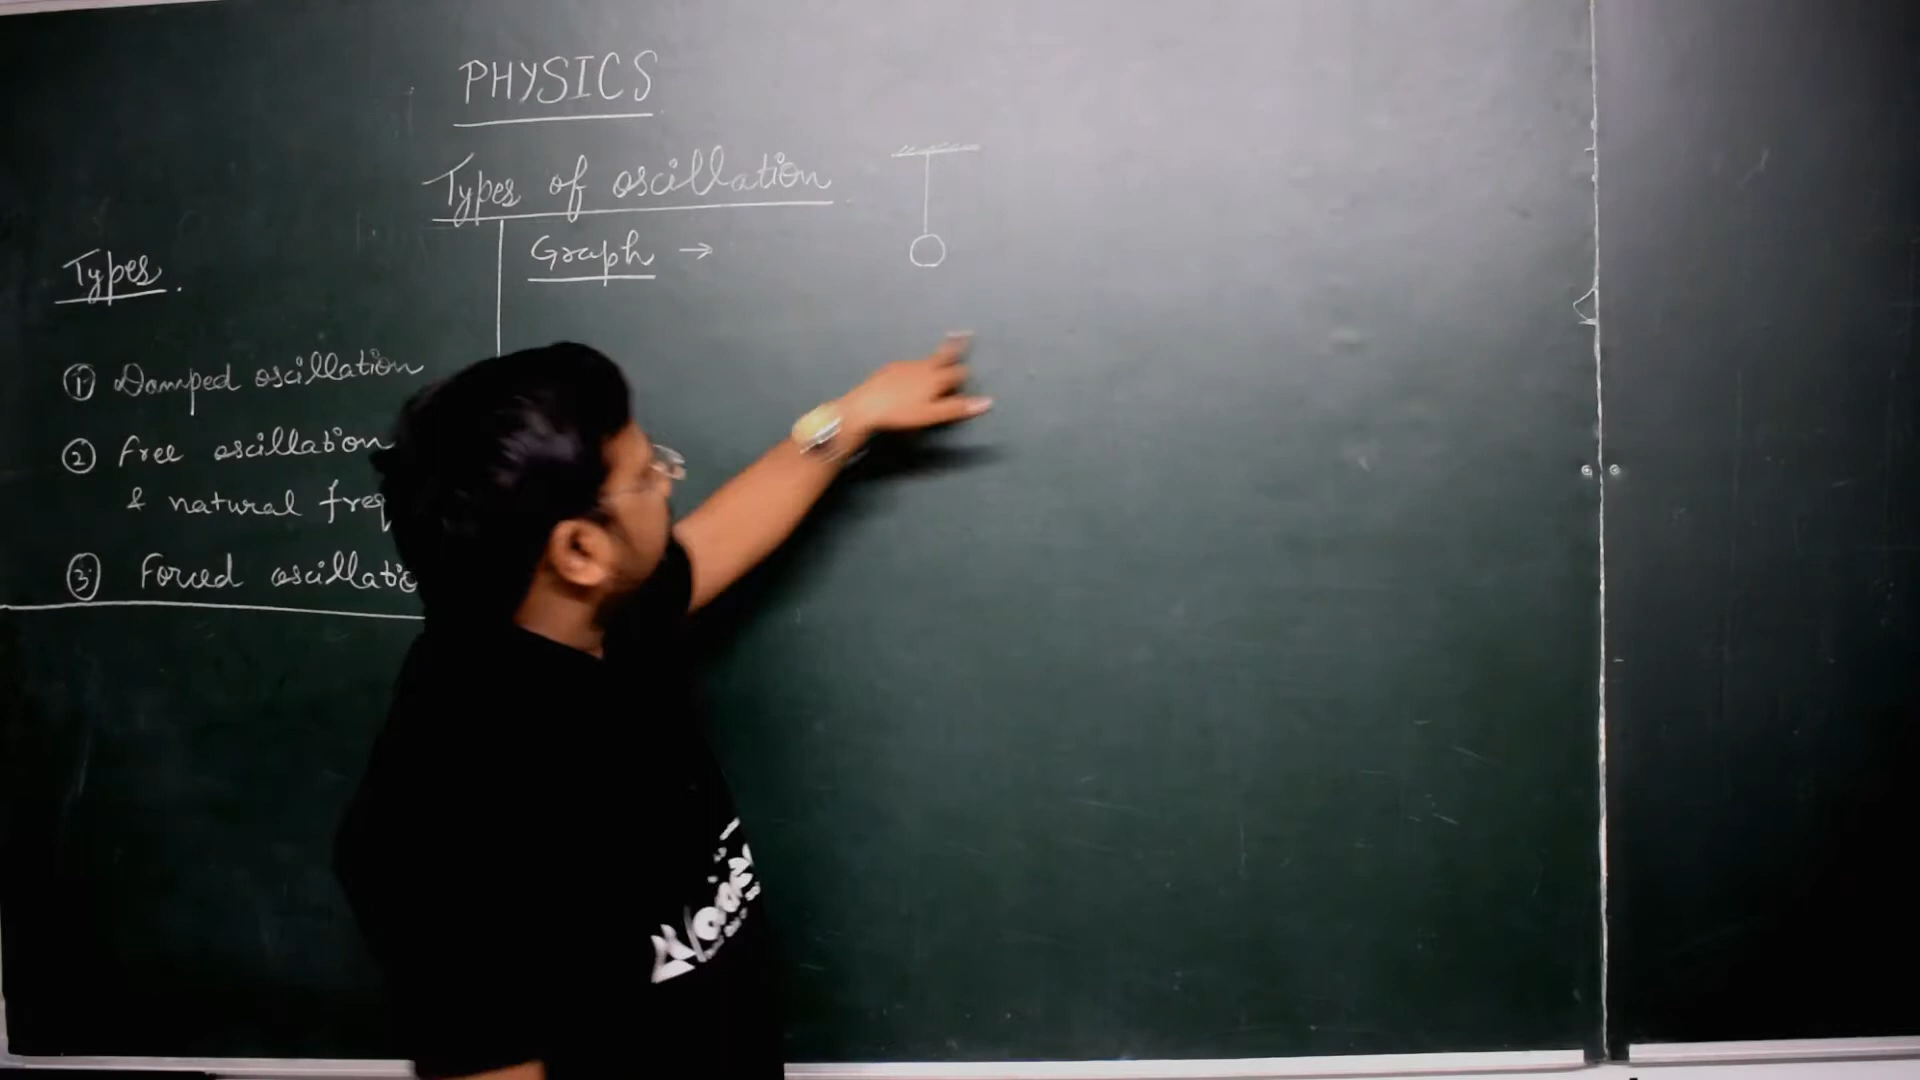 PHYSICS
Types of oscillation
Types.
① Damped oscillation
② Free oscillation
& natural freq
③ Forced oscillatio
Graph →